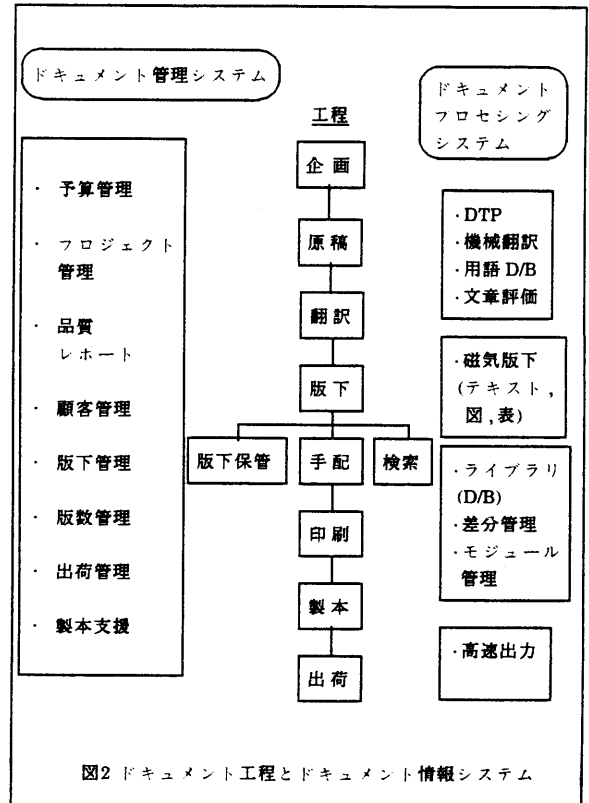 ドキュメント管理システム
・ 予算管理
・ プロジェクト
管理
・ 品質
レポート
・ 顧客管理
・ 版下管理
・ 版数管理
・ 出荷管理
・ 製本支援
工程
企画
原稿
翻訳
版下
版下保管
手配
検索
印刷
製本
出荷
ドキュメント
プロセシング
システム
・DTP
・機械翻訳
・用語 D/B
・文章評価
・磁気版下
(テキスト,
図,表)
・ライブラリ
(D/B)
・差分管理
・モジュール
管理
・高速出力
図2 ドキュメント工程とドキュメント情報システム